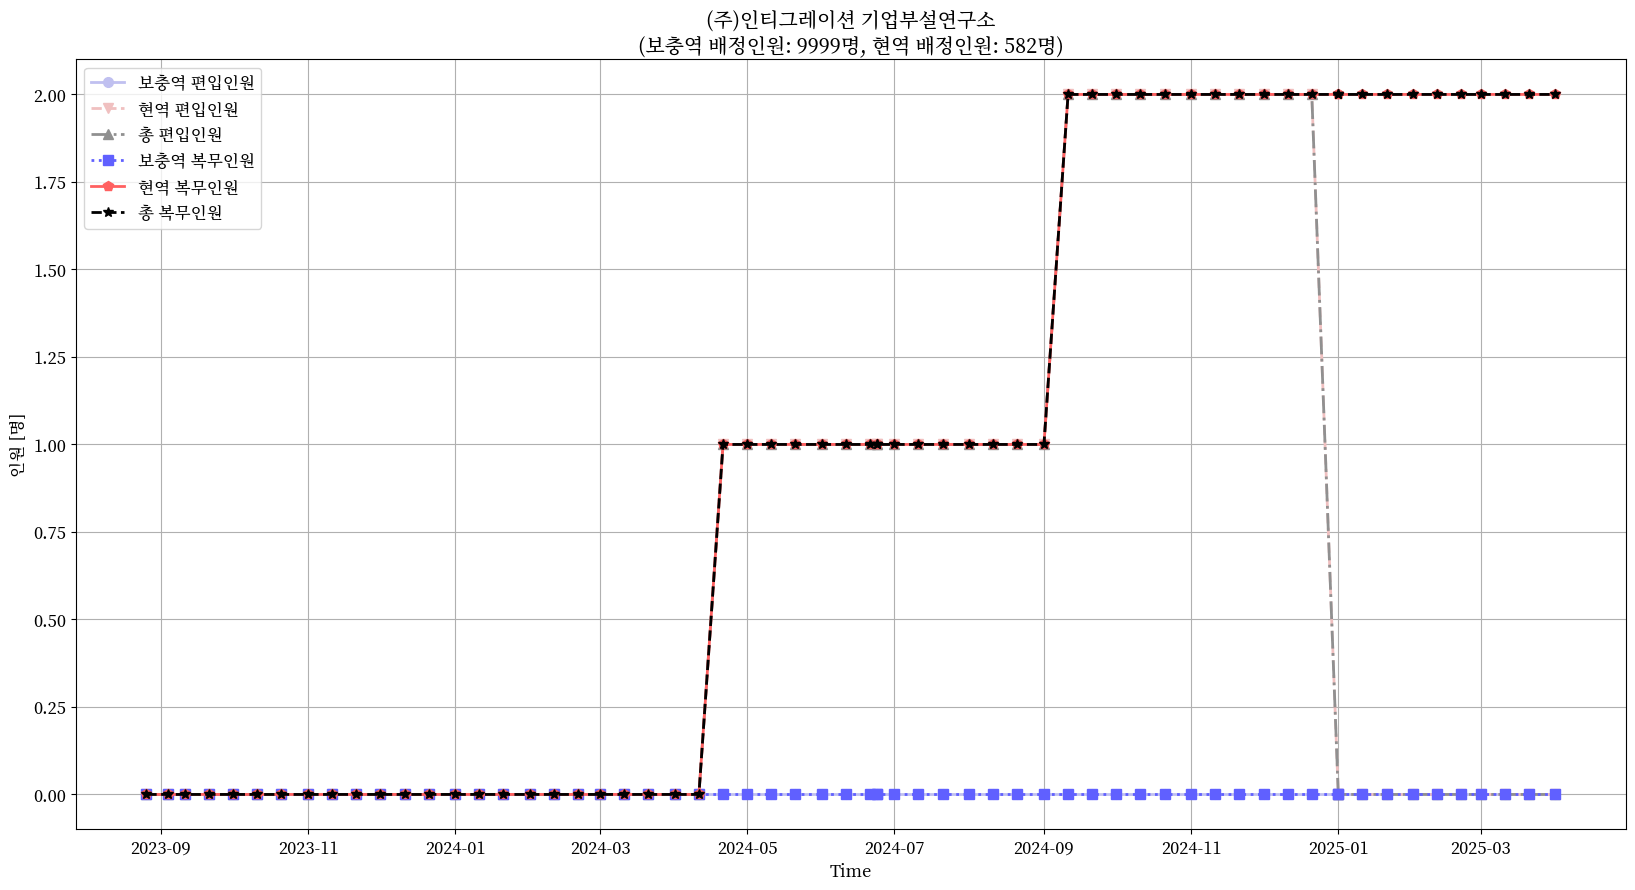 (주)인티그레이션 기업부설연구소
(보충역 배정인원: 9999명, 현역 배정인원: 582명)
보충역 편입인원
현역 편입인원
총 편입인원
보충역 복무인원
현역 복무인원
총 복무인원
2.00
1.75
1.50
1.25
1.00
0.75
0.50
0.25
0.00
인원 [명]
2023-09 2023-11 2024-01 2024-03 2024-05 2024-07 2024-09 2024-11 2025-01 2025-03
Time